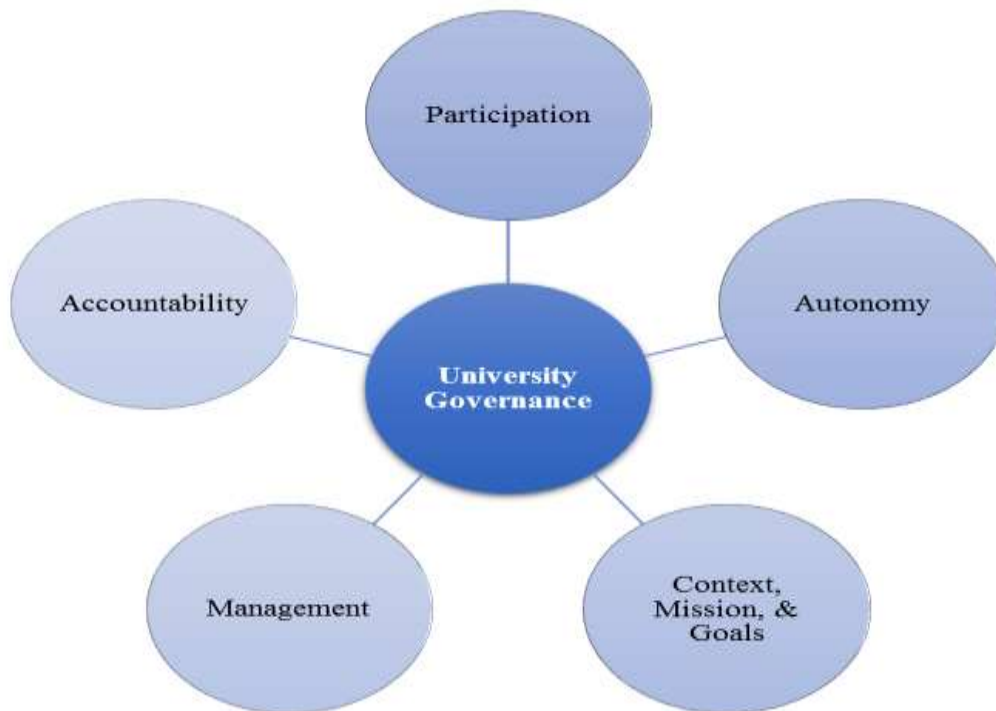 Participation
Accountability
Autonomy
University
Governance
Management
Context,
Mission, &
Goals